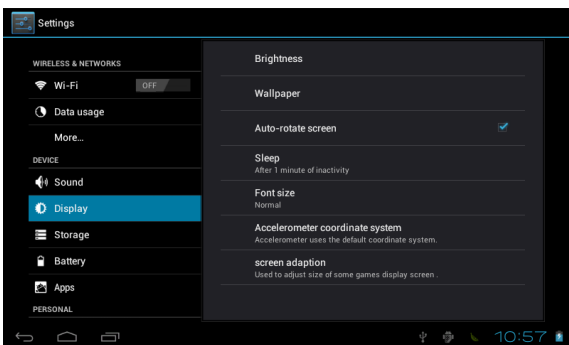 Settings
WIRELESS & NETWORKS
Wi-Fi
OFF
Data usage
More...
DEVICE
Sound
Display
Storage
Battery
Apps
PERSONAL
Brightness
Wallpaper
Auto-rotate screen
Sleep
After 1 minute of inactivity
Font size
Normal
Accelerometer coordinate system
Accelerometer uses the default coordinate system.
screen adaption
Used to adjust size of some games display screen .
10:57